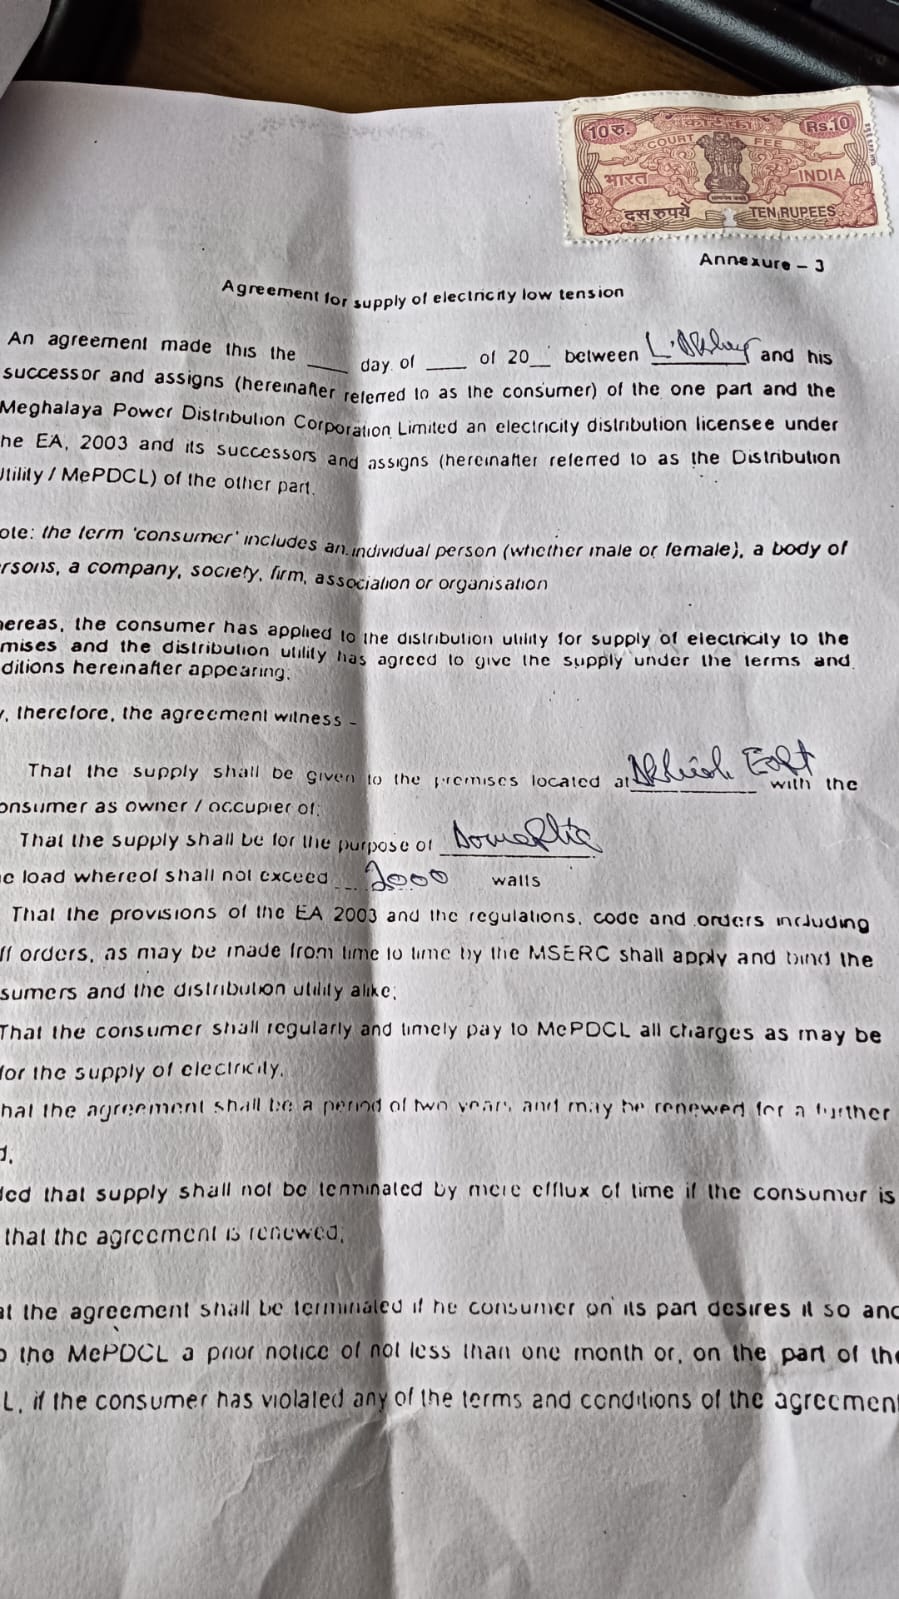 10रु.
Rs.10
COURT FEE
भारत
INDIA
दस रुपये
TEN RUPEES
Annexure - 3
Agreement for supply of electricity low tension
An agreement made this the ___ day of ___ of 20__ between and his
successor and assigns (hereinafter referred to as the consumer) of the one part and the
Meghalaya Power Distribution Corporation Limited an electricity distribution licensee under
he EA, 2003 and its successors and assigns (hereinafter referred to as the Distribution
Utility / MePDCL) of the other part.
ote: the term 'consumer' includes an individual person (whether male or female), a body of
rsons, a company, society, firm, association or organisation
ereas, the consumer has applied to the distribution utility for supply of electricity to the
mises and the distribution utility has agreed to give the supply under the terms and
ditions hereinafter appearing:
, therefore, the agreement witness -
That the supply shall be given to the premises located at East with the
onsumer as owner / occupier of:
That the supply shall be for the purpose of Domestic
load whereof shall not exceed 2000 watts
That the provisions of the EA 2003 and the regulations, code and orders including
ff orders, as may be made from time to time by the MSERC shall apply and bind the
sumers and the distribution utility alike;
That the consumer shall regularly and timely pay to MePDCL all charges as may be
for the supply of electricity.
hat the agreement shall be a period of two years and may be renewed for a further
d.
ded that supply shall not be terminated by mere efflux of time if the consumer is
that the agreement is renewed;
at the agreement shall be terminated if he consumer on its part desires it so and
o the MePDCL a prior notice of not less than one month or, on the part of the
L, if the consumer has violated any of the terms and conditions of the agreement